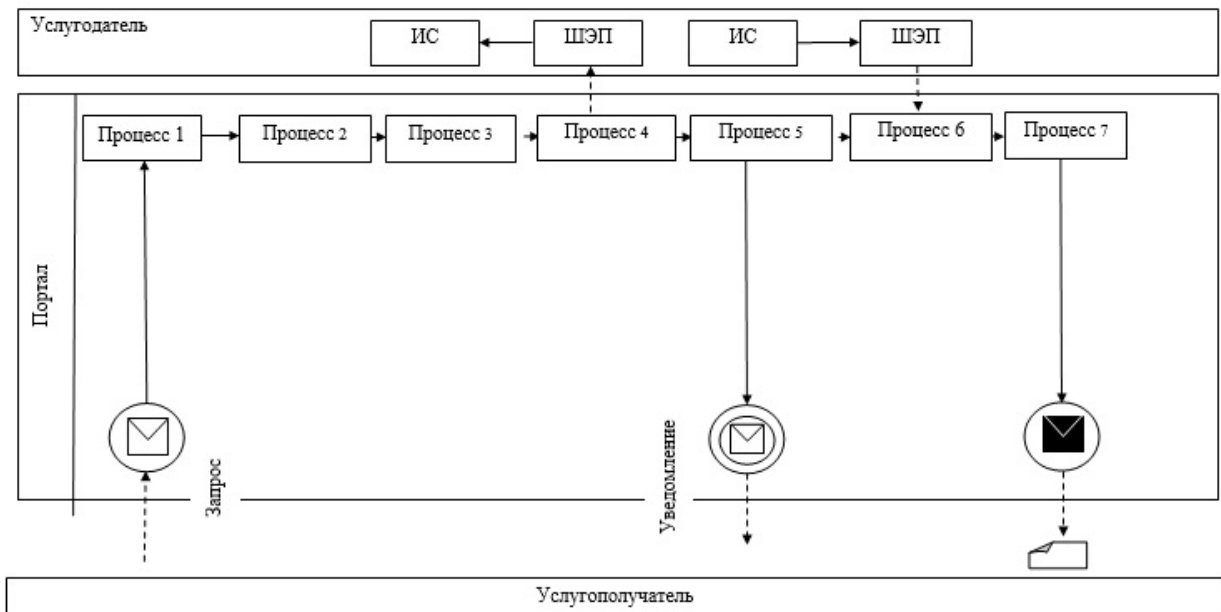 Услугодатель
ИС
ШЭП
ИС
ШЭП
Портал
Процесс 1
Процесс 2
Процесс 3
Процесс 4
Процесс 5
Процесс 6
Процесс 7
Запрос
Уведомление
Услугополучатель